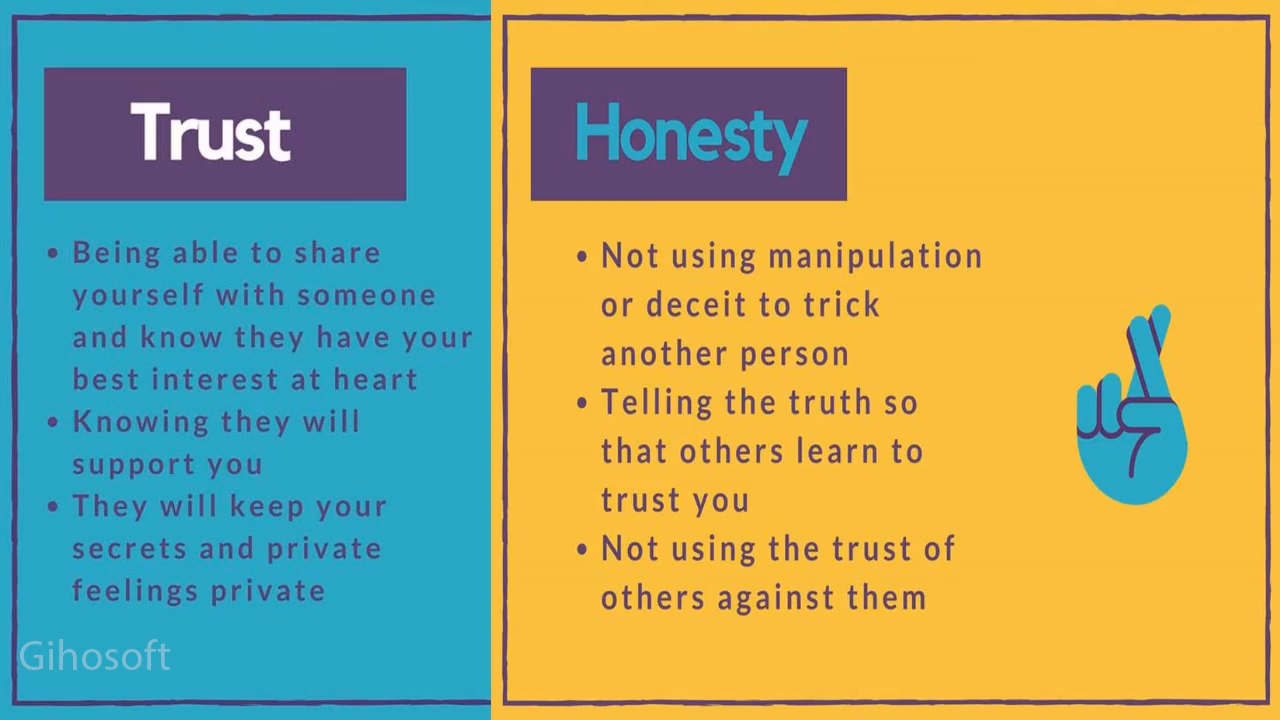 Trust
• Being able to share
yourself with someone
and know they have your
best interest at heart
• Knowing they will
support you
• They will keep your
secrets and private
feelings private
Gihosoft
Honesty
• Not using manipulation
or deceit to trick
another person
• Telling the truth so
that others learn to
trust you
• Not using the trust of
others against them